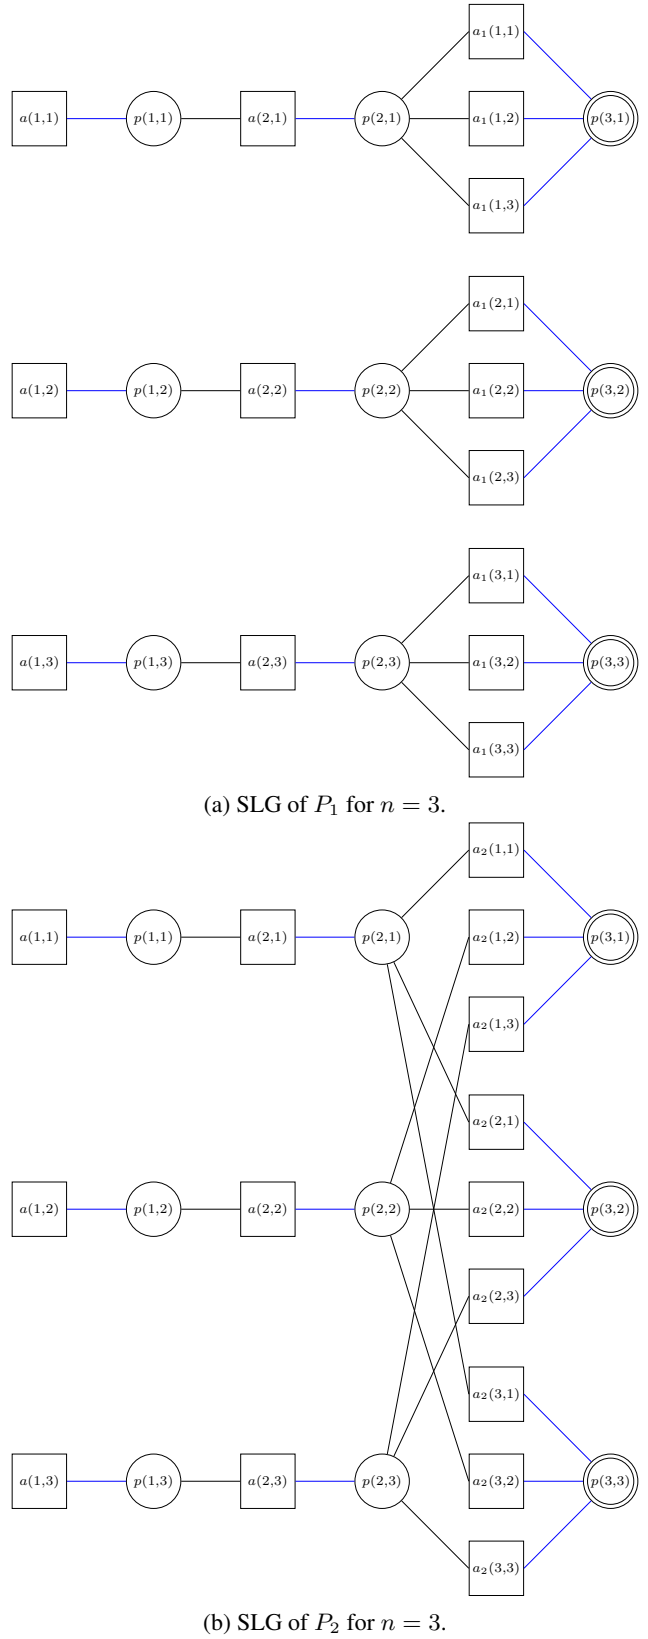 a₁(1,1)
a(1,1) p(1,1) a(2,1) p(2,1) a₁(1,2) p(3,1)
a₁(1,3)
a₁(2,1)
a(1,2) p(1,2) a(2,2) p(2,2) a₁(2,2) p(3,2)
a₁(2,3)
a₁(3,1)
a(1,3) p(1,3) a(2,3) p(2,3) a₁(3,2) p(3,3)
a₁(3,3)
(a) SLG of P₁ for n = 3.
a₂(1,1)
a(1,1) p(1,1) a(2,1) p(2,1) a₂(1,2) p(3,1)
a₂(1,3)
a₂(2,1)
a(1,2) p(1,2) a(2,2) p(2,2) a₂(2,2) p(3,2)
a₂(2,3)
a₂(3,1)
a(1,3) p(1,3) a(2,3) p(2,3) a₂(3,2) p(3,3)
a₂(3,3)
(b) SLG of P₂ for n = 3.